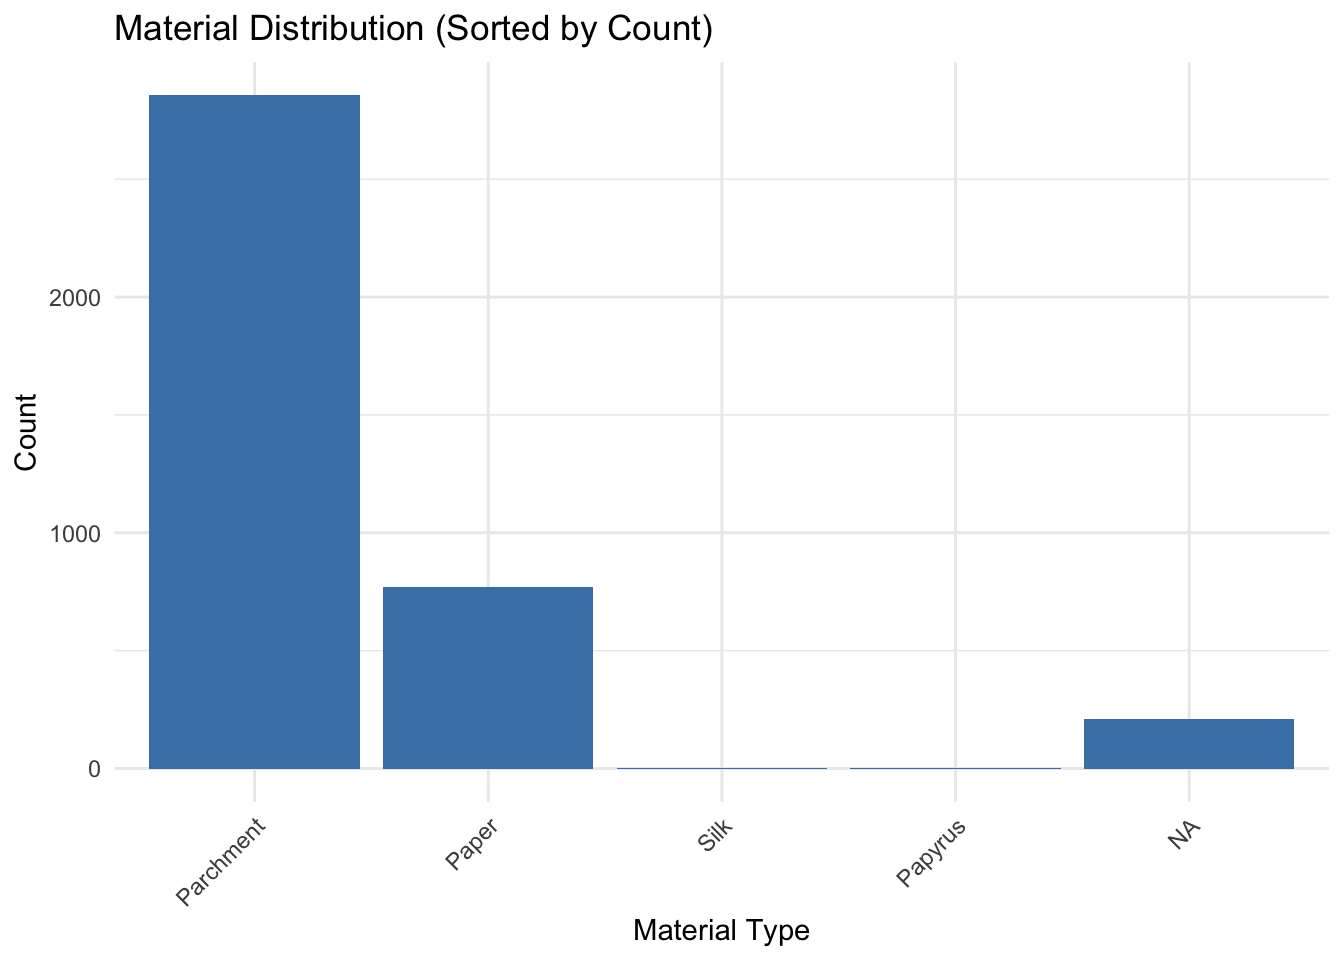 Material Distribution (Sorted by Count)
Count
2000
1000
0
Parchment
Paper
Silk
Papyrus
NA
Material Type